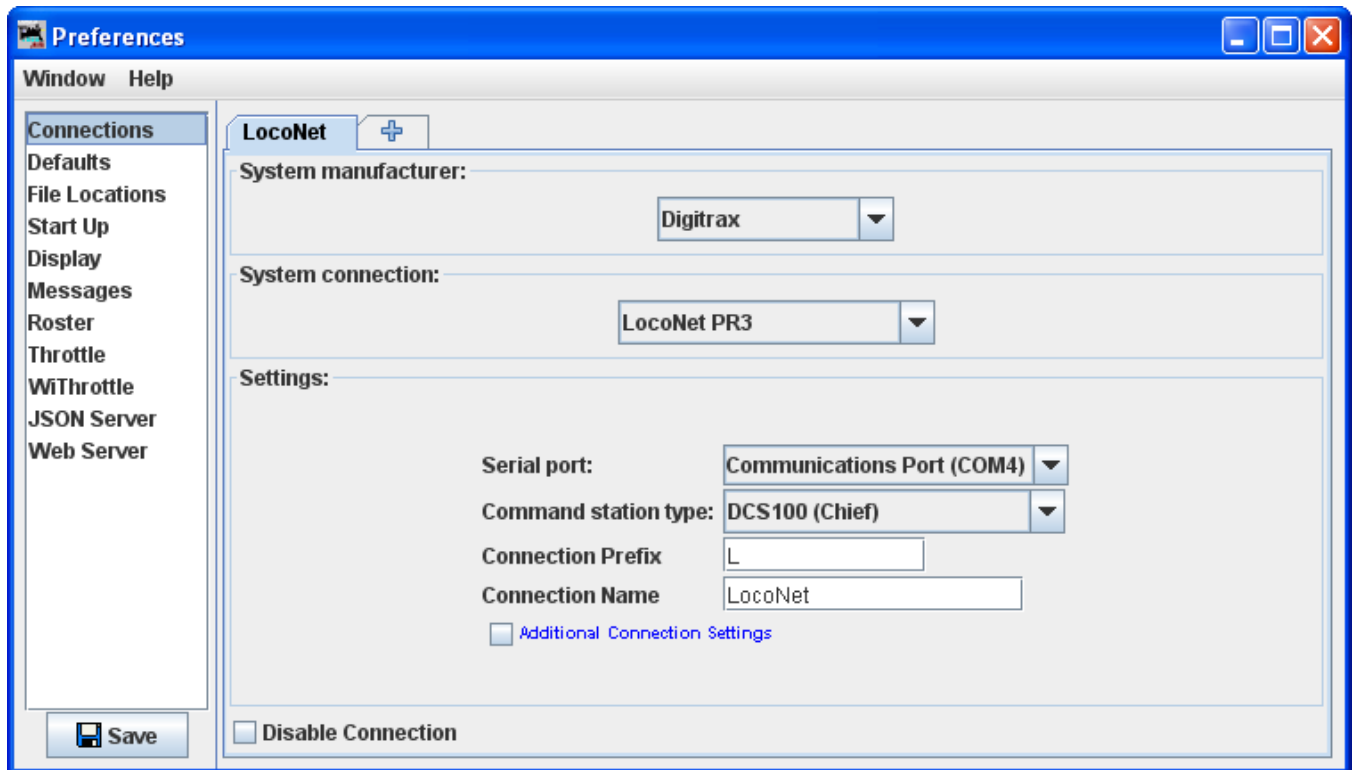 Preferences
Window Help
Connections
Defaults
File Locations
Start Up
Display
Messages
Roster
Throttle
WiThrottle
JSON Server
Web Server
Save
LocoNet
System manufacturer:
Digitrax
System connection:
LocoNet PR3
Settings:
Serial port: Communications Port (COM4)
Command station type: DCS100 (Chief)
Connection Prefix L
Connection Name LocoNet
Additional Connection Settings
Disable Connection